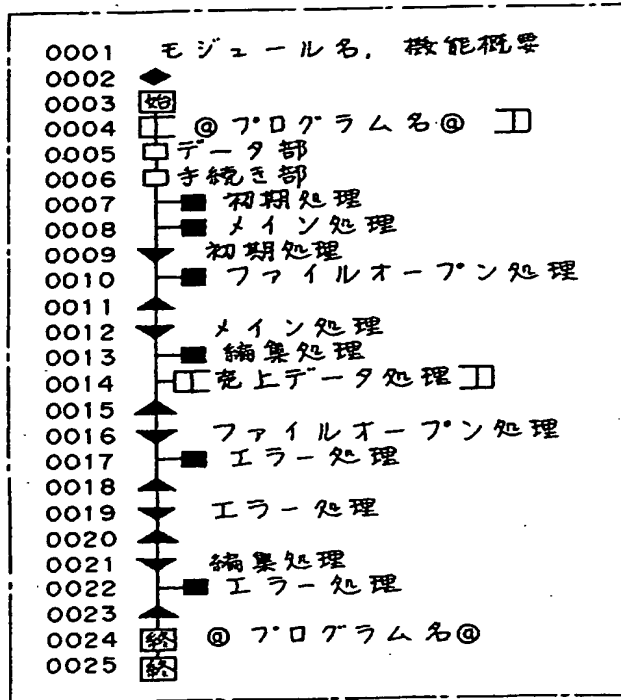 0001 モジュール名, 機能概要
0002
0003 始
0004 @プログラム名@
0005 データ部
0006 手続き部
0007 初期処理
0008 メイン処理
0009 初期処理
0010 ファイルオープン処理
0011
0012 メイン処理
0013 編集処理
0014 売上データ処理
0015
0016 ファイルオープン処理
0017 エラー処理
0018
0019 エラー処理
0020
0021 編集処理
0022 エラー処理
0023
0024 終 @プログラム名@
0025 終